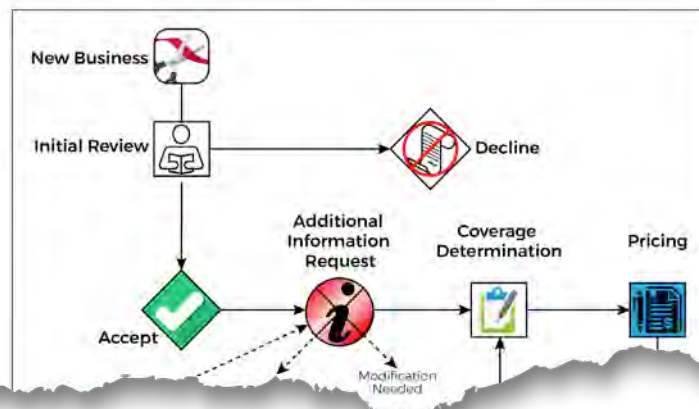 New Business
Initial Review
Decline
Additional
Information
Request
Coverage
Determination
Pricing
Accept
Modification
Needed